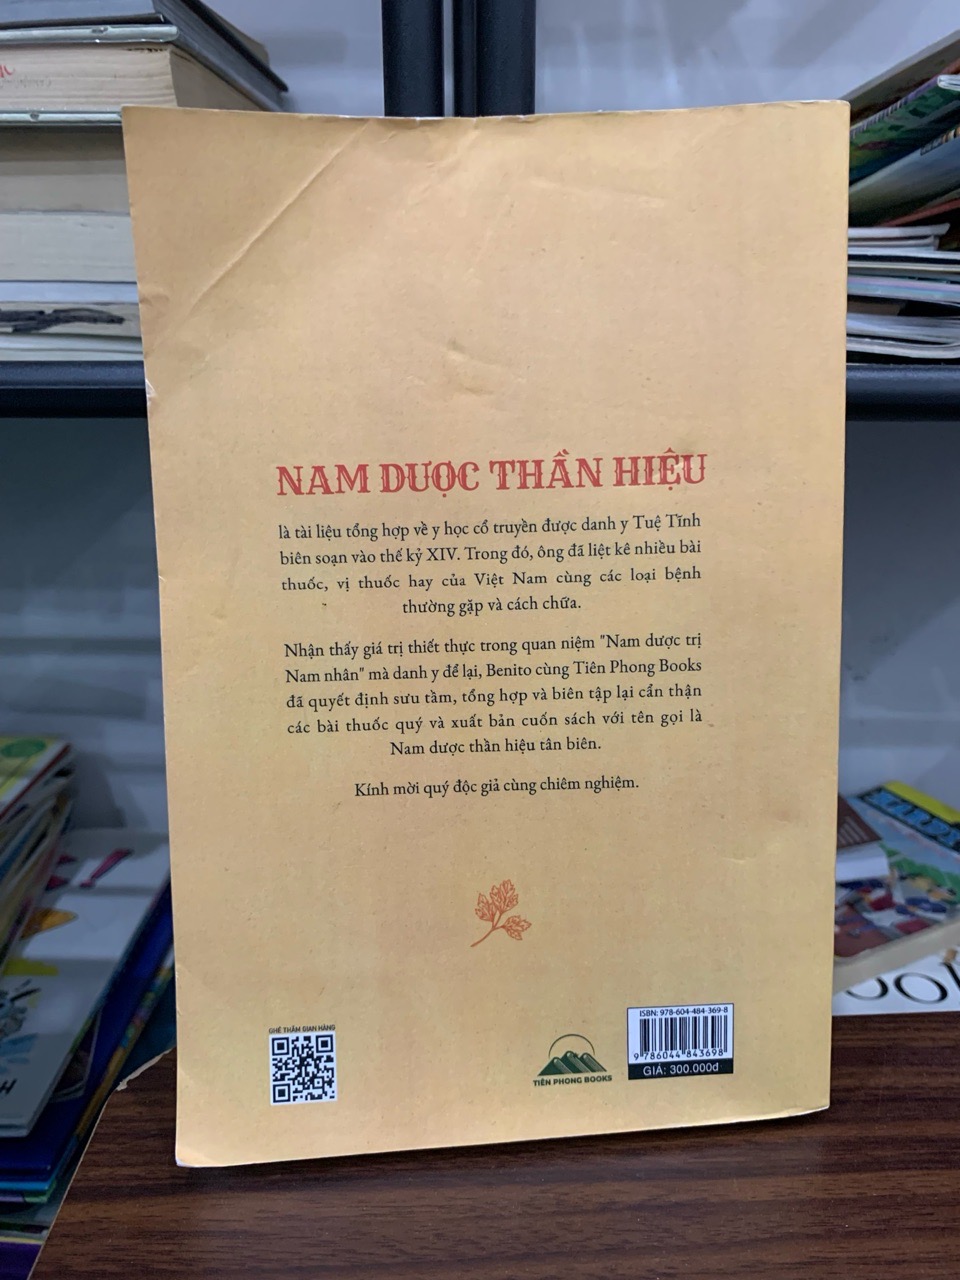 NAM DƯỢC THẦN HIỆU
là tài liệu tổng hợp về y học cổ truyền được danh y Tuệ Tĩnh
biên soạn vào thế kỷ XIV. Trong đó, ông đã liệt kê nhiều bài
thuốc, vị thuốc hay của Việt Nam cùng các loại bệnh
thường gặp và cách chữa.
Nhận thấy giá trị thiết thực trong quan niệm "Nam dược trị
Nam nhân" mà danh y để lại, Benito cùng Tiên Phong Books
đã quyết định sưu tầm, tổng hợp và biên tập lại cẩn thận
các bài thuốc quý và xuất bản cuốn sách với tên gọi là
Nam dược thần hiệu tân biên.
Kính mời quý độc giả cùng chiêm nghiệm.
GHÉ THĂM GIAN HÀNG
TIÊN PHONG BOOKS
ISBN: 978-604-484-369-8
9 786044 843698
GIÁ: 300.000đ